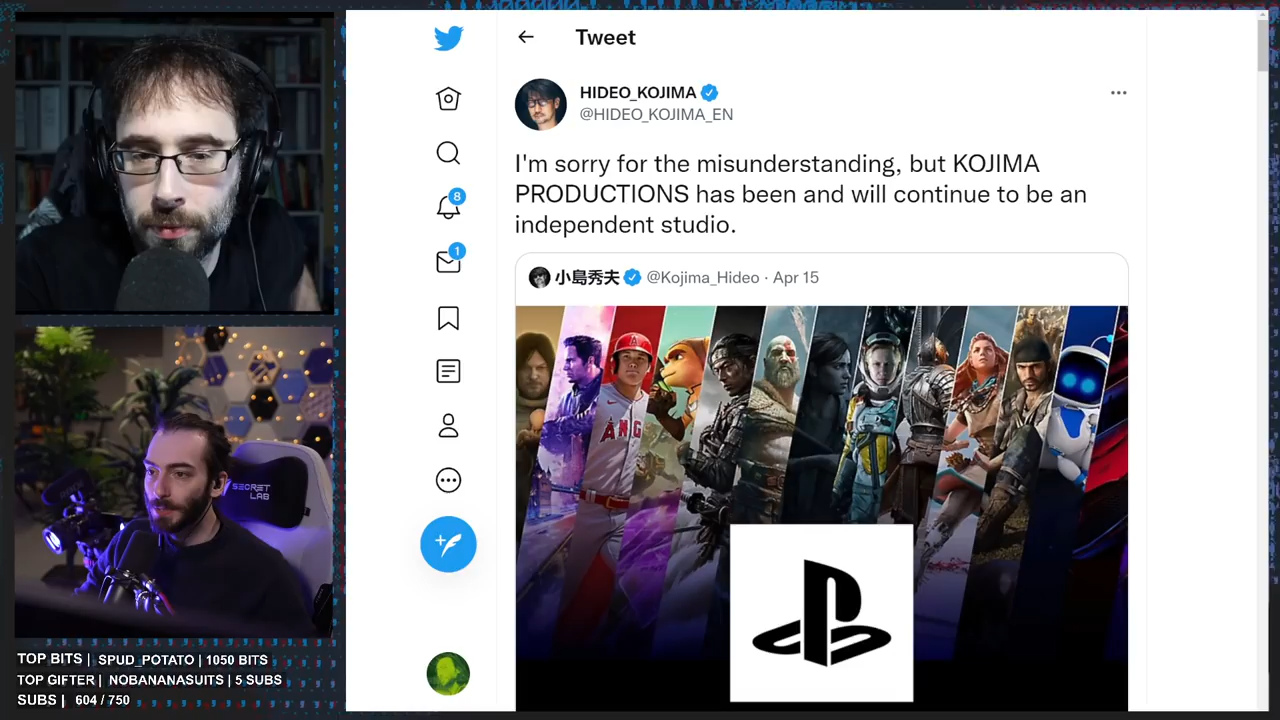 Tweet
HIDEO_KOJIMA
@HIDEO_KOJIMA_EN
I'm sorry for the misunderstanding, but KOJIMA
PRODUCTIONS has been and will continue to be an
independent studio.
小島秀夫 @Kojima_Hideo · Apr 15
8
1
ANG
SECRET
LAB
TOP BITS | SPUD_POTATO | 1050 BITS
TOP GIFTER | NOBANANASUITS | 5 SUBS
SUBS | 604 / 750